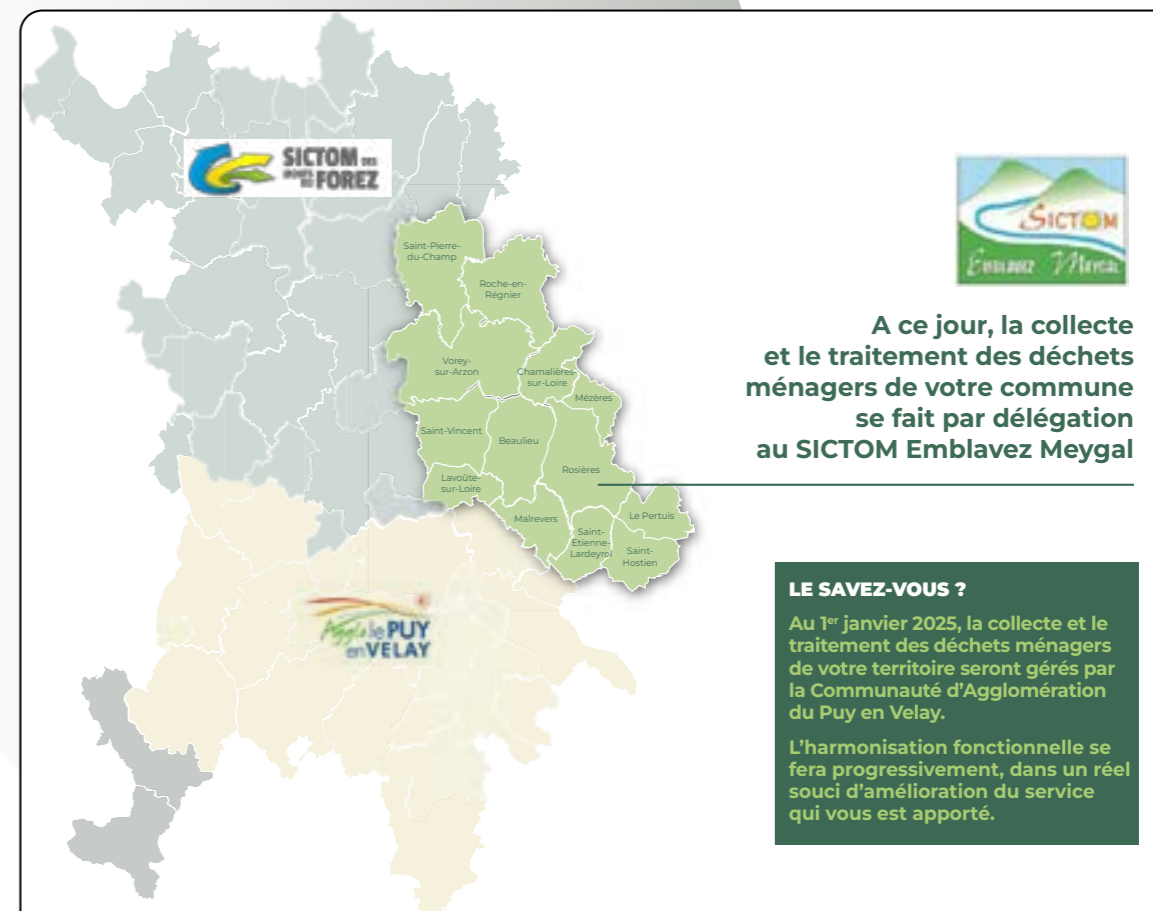 SICTOM DES
MONTS DU FOREZ
SICTOM
Emblavez Meygal
Saint-Pierre-
du-Champ
Roche-en-
Régnier
A ce jour, la collecte
et le traitement des déchets
ménagers de votre commune
se fait par délégation
au SICTOM Emblavez Meygal
Vorey-
sur-Arzon
Chamalières-
sur-Loire
Mézères
Saint-Vincent
Beaulieu
Rosières
Lavoûte-
sur-Loire
Malrevers
Le Pertuis
Saint-
Etienne-
Lardeyrol
Saint-
Hostien
Agglo le PUY
en VELAY
LE SAVEZ-VOUS ?
Au 1er janvier 2025, la collecte et le
traitement des déchets ménagers
de votre territoire seront gérés par
la Communauté d'Agglomération
du Puy en Velay.
L'harmonisation fonctionnelle se
fera progressivement, dans un réel
souci d'amélioration du service
qui vous est apporté.